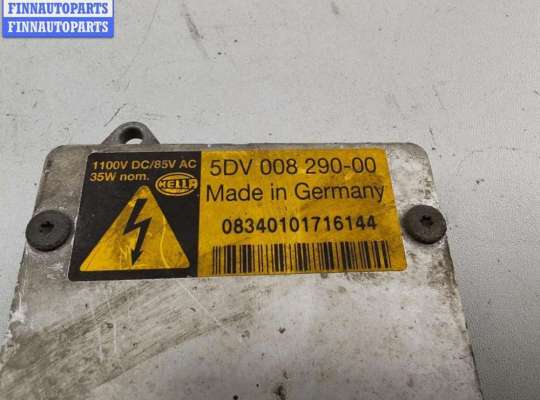 FINNAUTOPARTS
FINNAUTOPARTS
1100V DC/85V AC
35W nom.
HELLA
5DV 008 290-00
Made in Germany
08340101716144